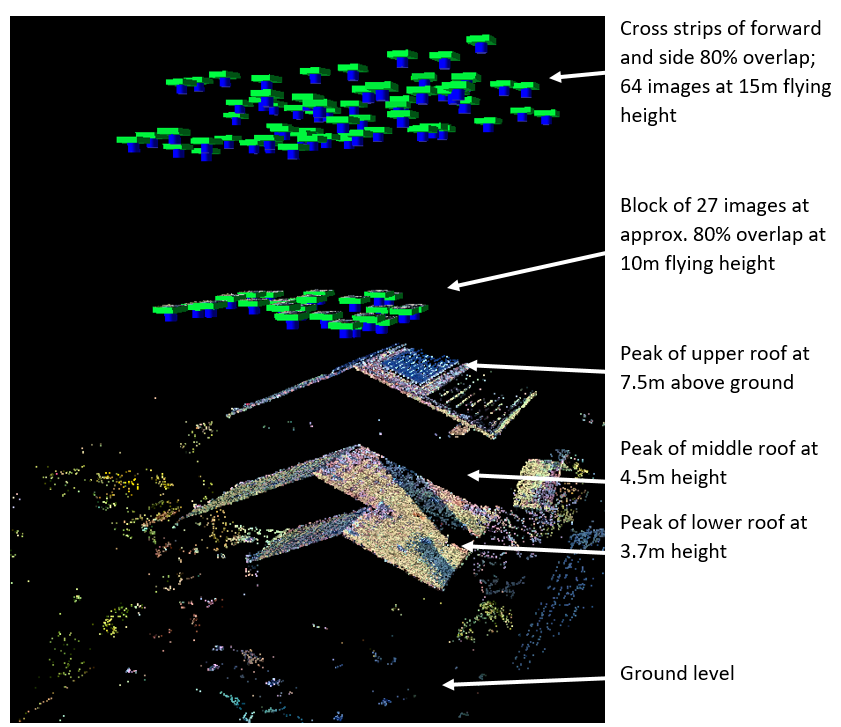 Cross strips of forward
and side 80% overlap;
64 images at 15m flying
height
Block of 27 images at
approx. 80% overlap at
10m flying height
Peak of upper roof at
7.5m above ground
Peak of middle roof at
4.5m height
Peak of lower roof at
3.7m height
Ground level